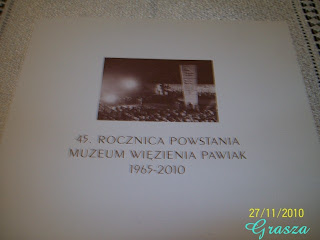 45. ROCZNICA POWSTANIA
MUZEUM WIĘZIENIA PAWIAK
1965-2010
27/11/2010
Grasza